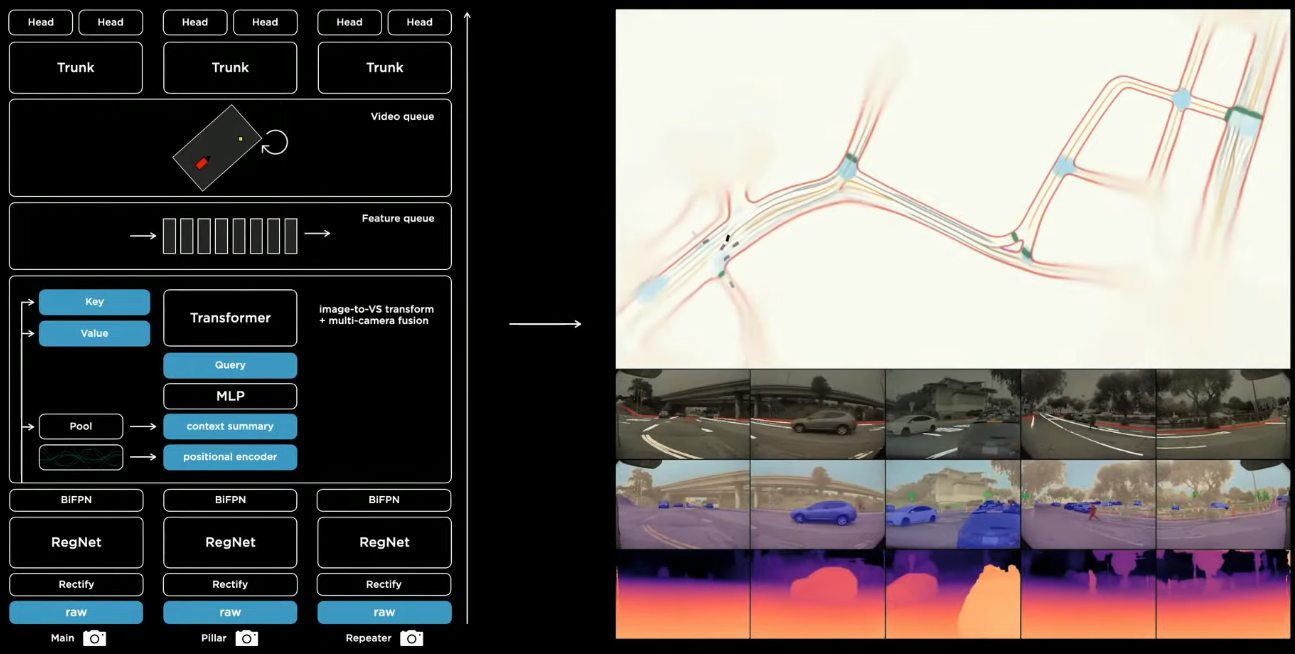 Head Head Head Head Head Head
Trunk Trunk Trunk
Video queue
Feature queue
Key
Value
Transformer
image-to-VS transform
+ multi-camera fusion
Query
MLP
Pool
context summary
positional encoder
BiFPN BiFPN BiFPN
RegNet RegNet RegNet
Rectify Rectify Rectify
raw raw raw
Main Pillar Repeater